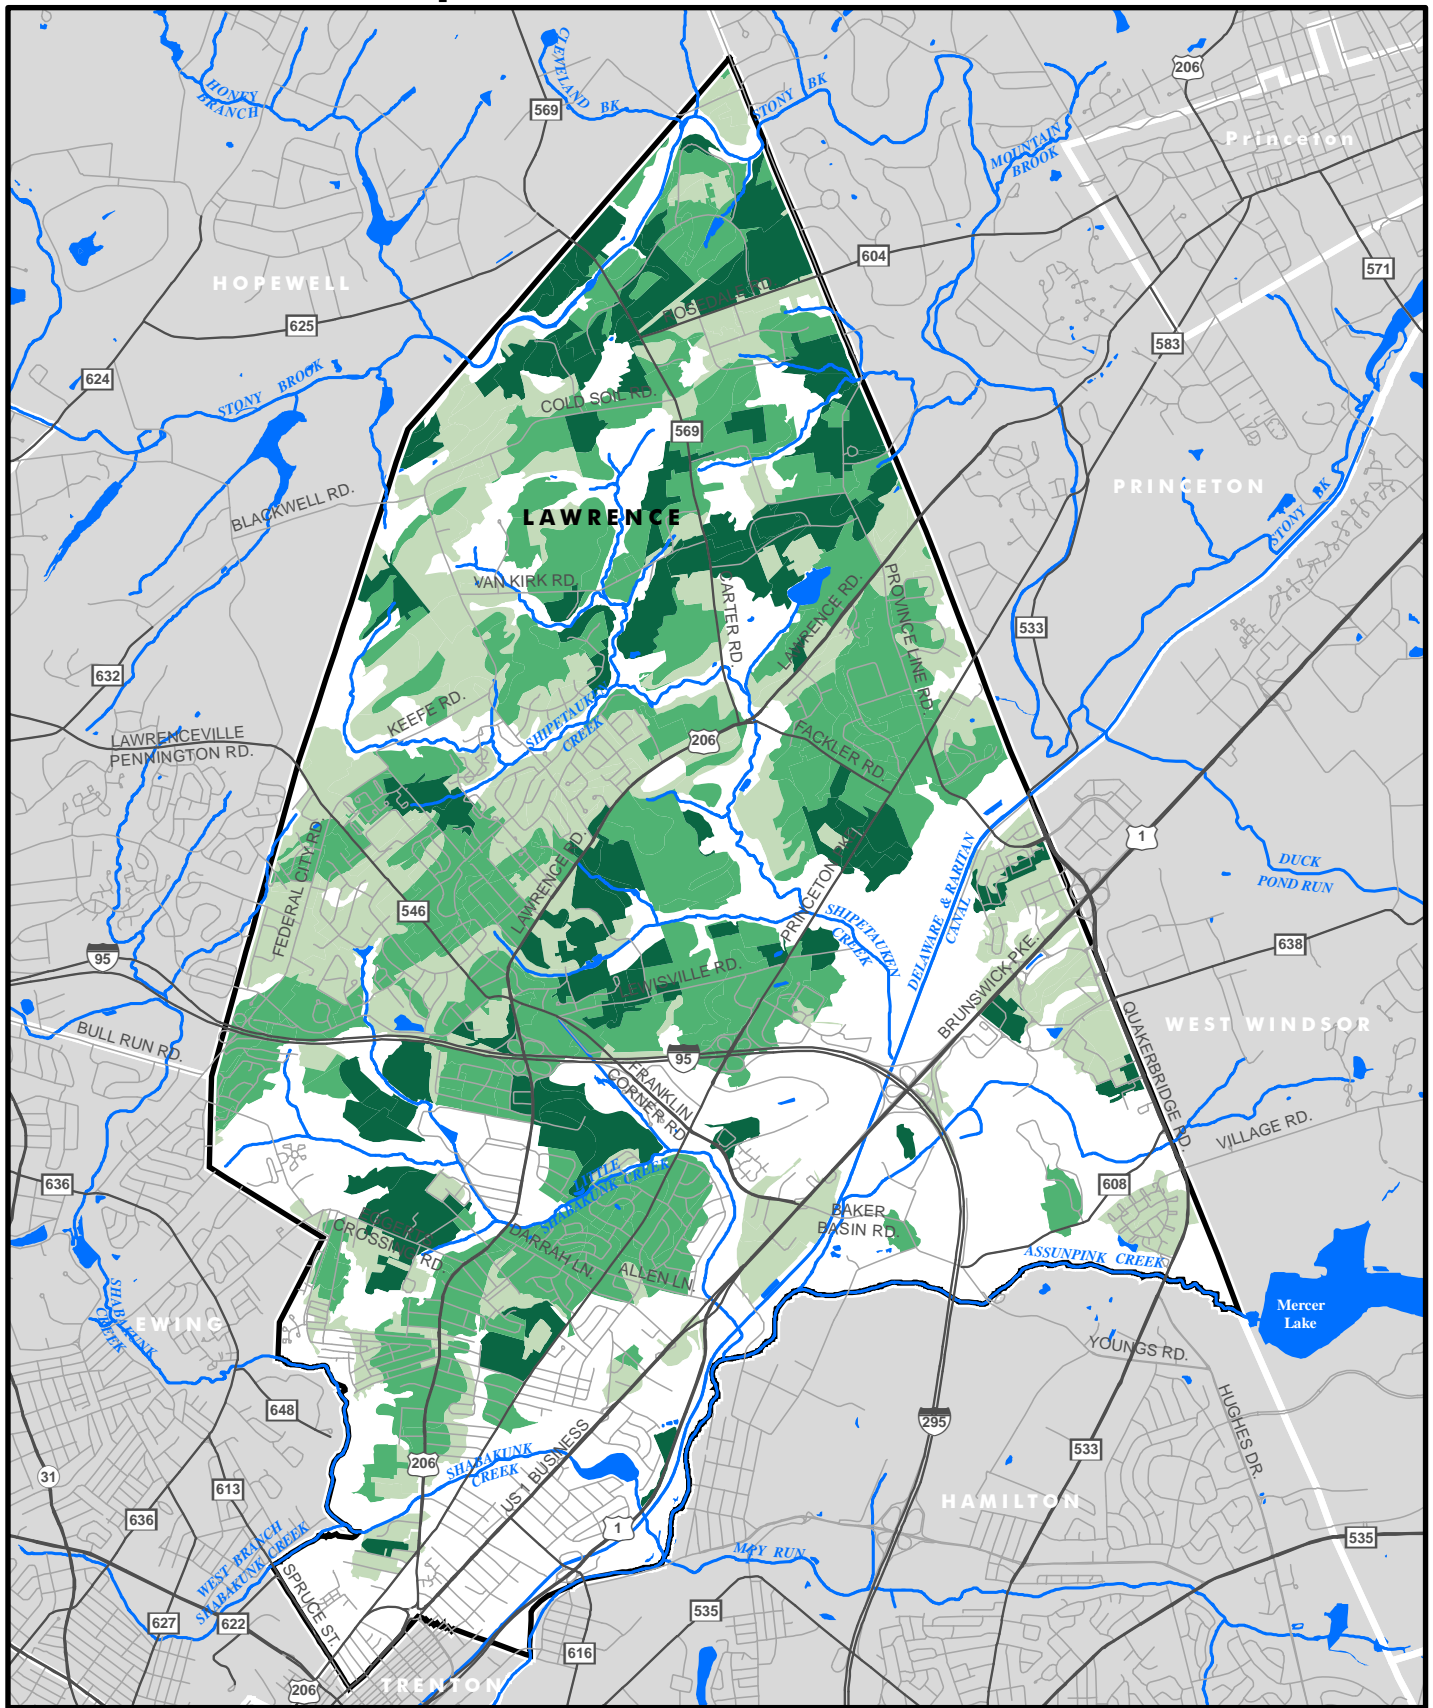 CLEVELAND BK
206
HONEY
BRANCH
569
STONY BK
MOUNTAIN
BROOK
Princeton
604
571
HOPEWELL
ROSEDALE RD.
625
583
624
STONY BROOK
COLD SOIL RD.
569
BLACKWELL RD.
LAWRENCE
PRINCETON
STONY BK
VAN KIRK RD.
CARTER RD.
LAWRENCE RD.
PROVINCE LINE RD.
533
632
KEEFE RD.
SHIPETAUKEN
CREEK
LAWRENCEVILLE
PENNINGTON RD.
206
FACKLER RD.
1
FEDERAL CITY RD.
LAWRENCE RD.
PRINCETON PK.
DELAWARE & RARITAN
CANAL
DUCK
POND RUN
546
SHIPETAUKEN
CREEK
95
BRUNSWICK PKE.
638
LEWISVILLE RD.
BULL RUN RD.
QUAKERBRIDGE RD.
WEST WINDSOR
95
FRANKLIN
CORNER RD.
VILLAGE RD.
636
LITTLE
SHABAKUNK CREEK
608
BAKER
BASIN RD.
CROSSING RD.
DARRAH LN.
ALLEN LN.
ASSUNPINK CREEK
SHABAKUNK
CREEK
EWING
Mercer
Lake
YOUNGS RD.
648
HUGHES DR.
295
533
206
SHABAKUNK
CREEK
US 1 BUSINESS
31
613
HAMILTON
636
1
535
WEST BRANCH
SHABAKUNK CREEK
MRY RUN
SPRUCE ST.
627
622
535
616
206
TRENTON